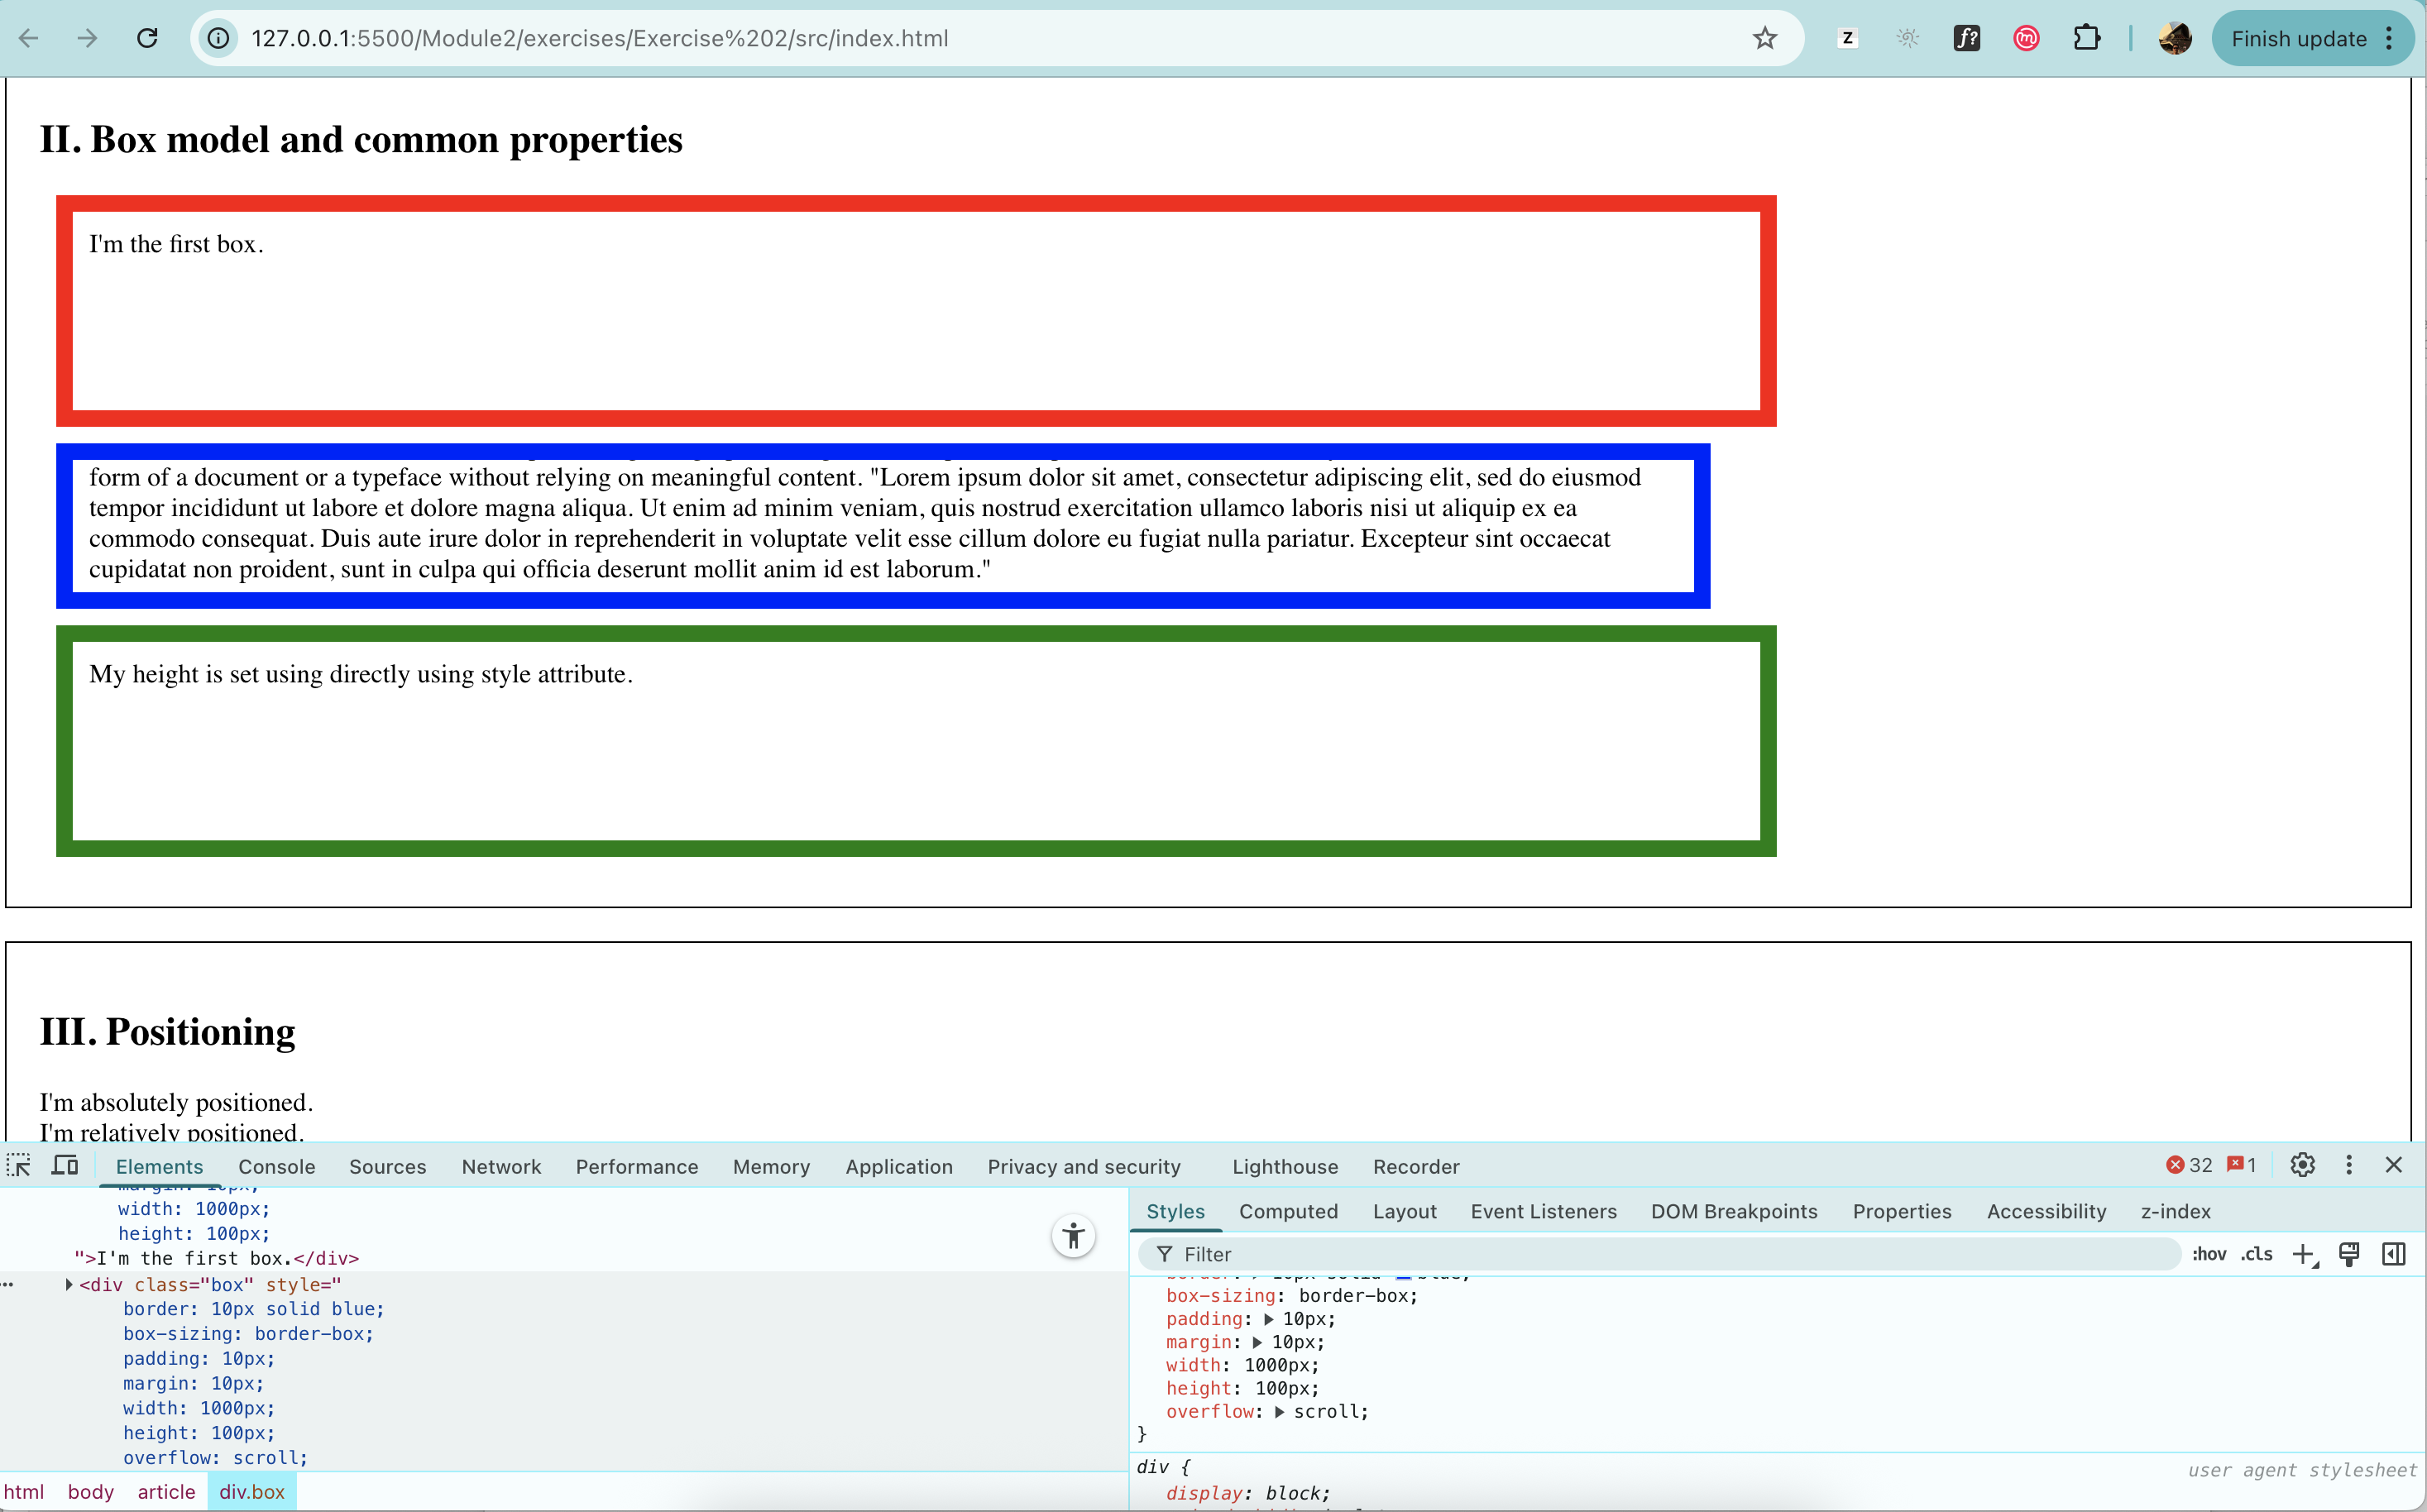 127.0.0.1:5500/Module2/exercises/Exercise%202/src/index.html
Z
f?
m
Finish update
II. Box model and common properties
I'm the first box.
form of a document or a typeface without relying on meaningful content. "Lorem ipsum dolor sit amet, consectetur adipiscing elit, sed do eiusmod
tempor incididunt ut labore et dolore magna aliqua. Ut enim ad minim veniam, quis nostrud exercitation ullamco laboris nisi ut aliquip ex ea
commodo consequat. Duis aute irure dolor in reprehenderit in voluptate velit esse cillum dolore eu fugiat nulla pariatur. Excepteur sint occaecat
cupidatat non proident, sunt in culpa qui officia deserunt mollit anim id est laborum."
My height is set using directly using style attribute.
III. Positioning
I'm absolutely positioned.
I'm relatively positioned.
Elements Console Sources Network Performance Memory Application Privacy and security Lighthouse Recorder 32 1
margin: 10px;
width: 1000px;
height: 100px;
">I'm the first box.</div>
<div class="box" style="
border: 10px solid blue;
box-sizing: border-box;
padding: 10px;
margin: 10px;
width: 1000px;
height: 100px;
overflow: scroll;
html body article div.box
Styles Computed Layout Event Listeners DOM Breakpoints Properties Accessibility z-index
Filter :hov .cls
border: 10px solid blue;
box-sizing: border-box;
padding: 10px;
margin: 10px;
width: 1000px;
height: 100px;
overflow: scroll;
}
div { user agent stylesheet
display: block;